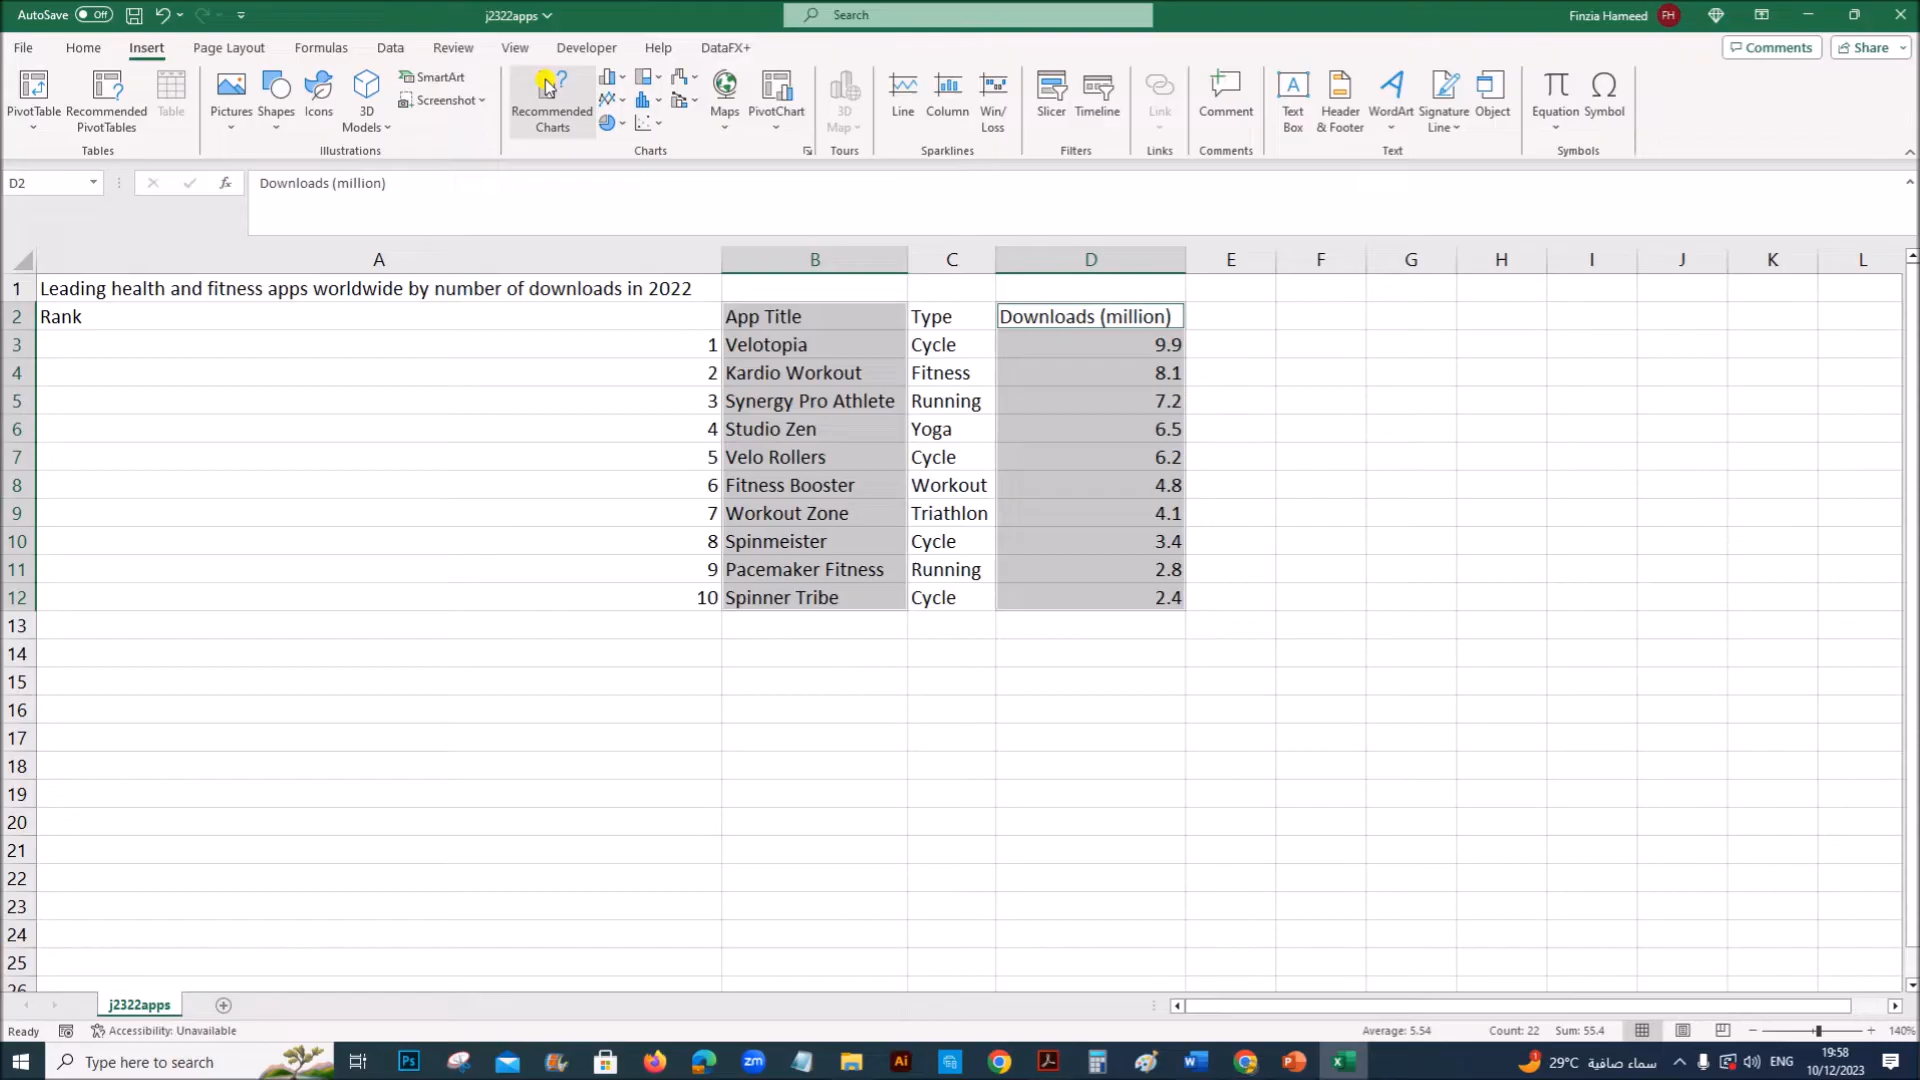 AutoSave Off j2322apps Search Finzia Hameed FH
File Home Insert Page Layout Formulas Data Review View Developer Help DataFX+ Comments Share
PivotTable Recommended PivotTables Table Pictures Shapes Icons 3D Models SmartArt Screenshot Recommended Charts Maps PivotChart 3D Map Line Column Win/Loss Slicer Timeline Link Comment Text Box Header & Footer WordArt Signature Line Object Equation Symbol
Tables Illustrations Charts Tours Sparklines Filters Links Comments Text Symbols
D2 fx Downloads (million)
A B C D E F G H I J K L
1 Leading health and fitness apps worldwide by number of downloads in 2022
2 Rank App Title Type Downloads (million)
3 1 Velotopia Cycle 9.9
4 2 Kardio Workout Fitness 8.1
5 3 Synergy Pro Athlete Running 7.2
6 4 Studio Zen Yoga 6.5
7 5 Velo Rollers Cycle 6.2
8 6 Fitness Booster Workout 4.8
9 7 Workout Zone Triathlon 4.1
10 8 Spinmeister Cycle 3.4
11 9 Pacemaker Fitness Running 2.8
12 10 Spinner Tribe Cycle 2.4
13
14
15
16
17
18
19
20
21
22
23
24
25
26
j2322apps
Ready Accessibility: Unavailable Average: 5.54 Count: 22 Sum: 55.4 140%
Type here to search Ps zm Ai 29°C سماء صافية ENG 19:58
10/12/2023